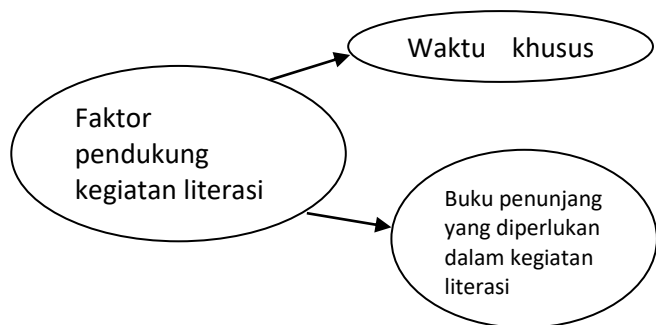 Waktu khusus
Faktor
pendukung
kegiatan literasi
Buku penunjang
yang diperlukan
dalam kegiatan
literasi